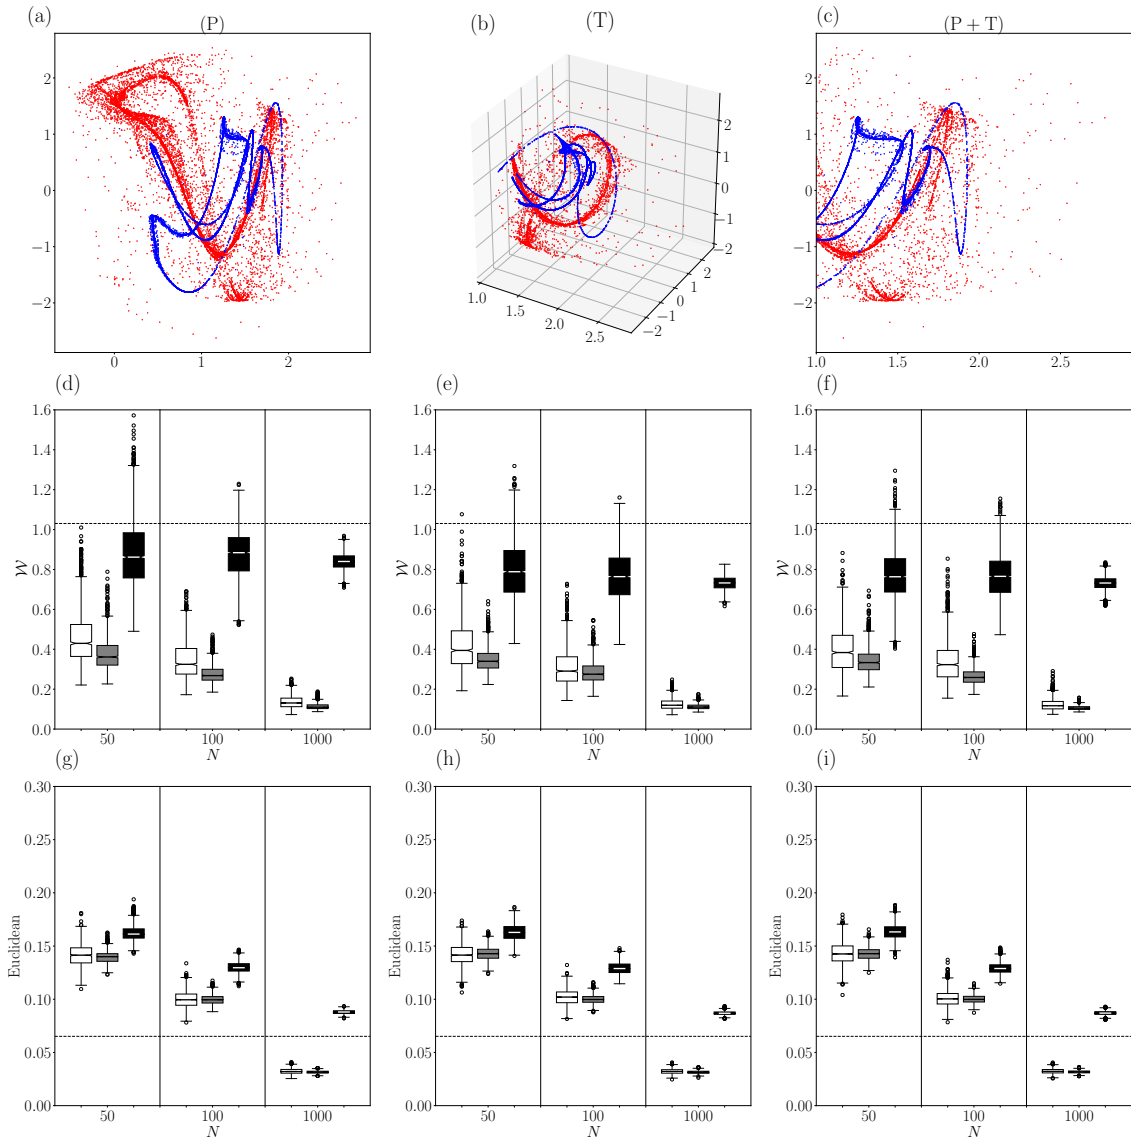 (a) (P)
(b) (T)
(c) (P + T)
2
1
0
−1
−2
0 1 2
2
1
0
−1
−2
1.0 1.5 2.0 2.5
−2 −1 0 1 2
2
1
0
−1
−2
1.0 1.5 2.0 2.5
(d)
(e)
(f)
1.6
1.4
1.2
1.0
0.8
0.6
0.4
0.2
0.0
𝒲
50 100 1000
N
1.6
1.4
1.2
1.0
0.8
0.6
0.4
0.2
0.0
𝒲
50 100 1000
N
1.6
1.4
1.2
1.0
0.8
0.6
0.4
0.2
0.0
𝒲
50 100 1000
N
(g)
(h)
(i)
0.30
0.25
0.20
0.15
0.10
0.05
0.00
Euclidean
50 100 1000
N
0.30
0.25
0.20
0.15
0.10
0.05
0.00
Euclidean
50 100 1000
N
0.30
0.25
0.20
0.15
0.10
0.05
0.00
Euclidean
50 100 1000
N